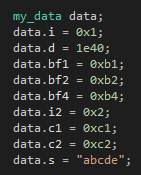 my_data data;
data.i = 0x1;
data.d = 1e40;
data.bf1 = 0xb1;
data.bf2 = 0xb2;
data.bf4 = 0xb4;
data.i2 = 0x2;
data.c1 = 0xc1;
data.c2 = 0xc2;
data.s = "abcde";